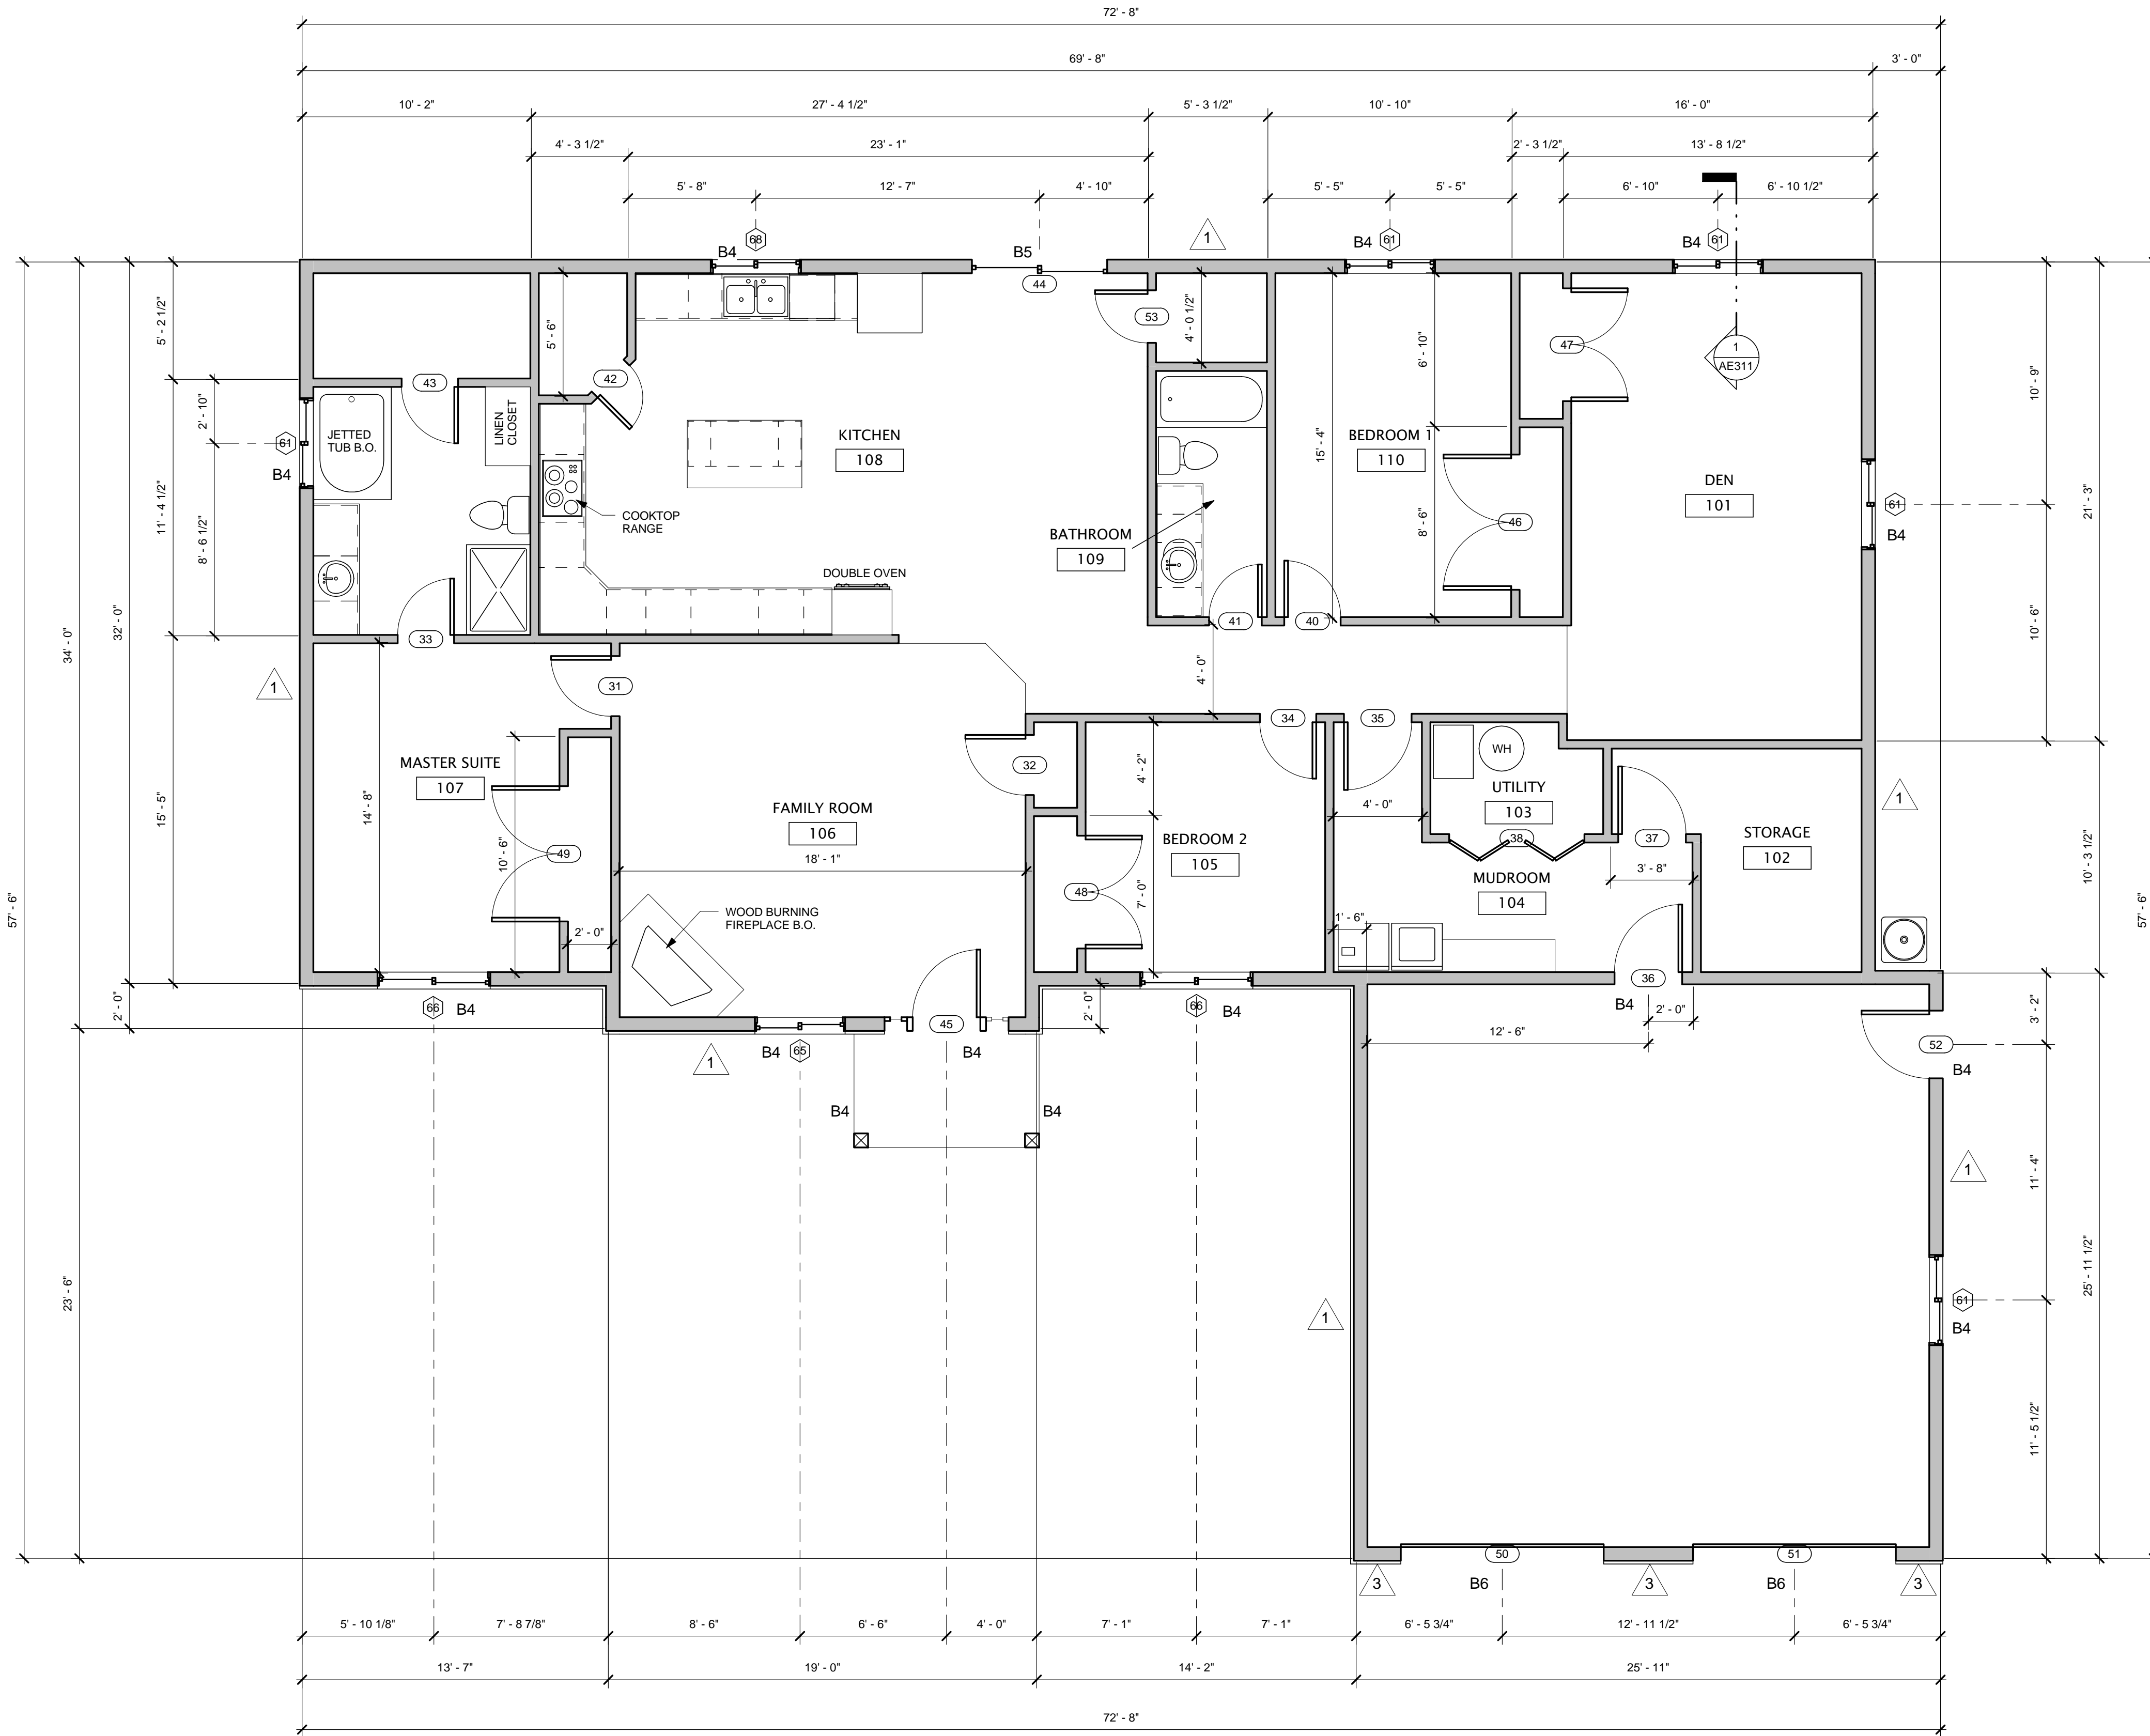 72' - 8"
69' - 8"
3' - 0"
10' - 2"
27' - 4 1/2"
5' - 3 1/2"
10' - 10"
16' - 0"
4' - 3 1/2"
23' - 1"
2' - 3 1/2"
13' - 8 1/2"
5' - 8"
12' - 7"
4' - 10"
5' - 5"
5' - 5"
6' - 10"
6' - 10 1/2"
B4
68
B5
44
1
B4
61
B4
61
53
4' - 0 1/2"
1
AE311
47
5' - 2 1/2"
5' - 6"
6' - 10"
10' - 9"
43
42
2' - 10"
LINEN
CLOSET
JETTED
TUB B.O.
61
B4
KITCHEN
108
BEDROOM 1
110
15' - 4"
DEN
101
61
B4
21' - 3"
11' - 4 1/2"
8' - 6 1/2"
COOKTOP
RANGE
BATHROOM
109
8' - 6"
46
DOUBLE OVEN
32' - 0"
34' - 0"
33
41
40
10' - 6"
1
31
4' - 0"
34
35
WH
MASTER SUITE
107
32
4' - 2"
UTILITY
103
1
14' - 8"
15' - 5"
FAMILY ROOM
106
18' - 1"
4' - 0"
38
37
STORAGE
102
BEDROOM 2
105
10' - 6"
49
3' - 8"
10' - 3 1/2"
MUDROOM
104
48
7' - 0"
57' - 6"
57' - 6"
WOOD BURNING
FIREPLACE B.O.
1' - 6"
2' - 0"
36
66
B4
2' - 0"
2' - 0"
66
B4
B4
2' - 0"
3' - 2"
45
12' - 6"
1
B4
65
B4
52
B4
B4
B4
1
11' - 4"
23' - 6"
25' - 11 1/2"
1
61
B4
11' - 5 1/2"
50
51
3
B6
3
B6
3
5' - 10 1/8"
7' - 8 7/8"
8' - 6"
6' - 6"
4' - 0"
7' - 1"
7' - 1"
6' - 5 3/4"
12' - 11 1/2"
6' - 5 3/4"
13' - 7"
19' - 0"
14' - 2"
25' - 11"
72' - 8"